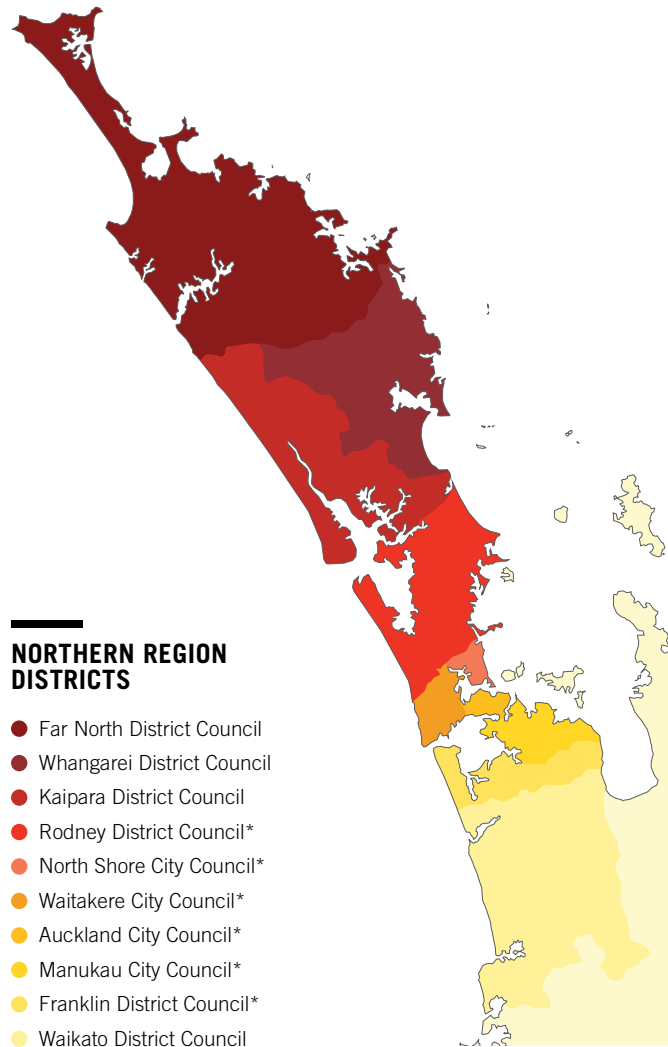 NORTHERN REGION
DISTRICTS
Far North District Council
Whangarei District Council
Kaipara District Council
Rodney District Council*
North Shore City Council*
Waitakere City Council*
Auckland City Council*
Manukau City Council*
Franklin District Council*
Waikato District Council